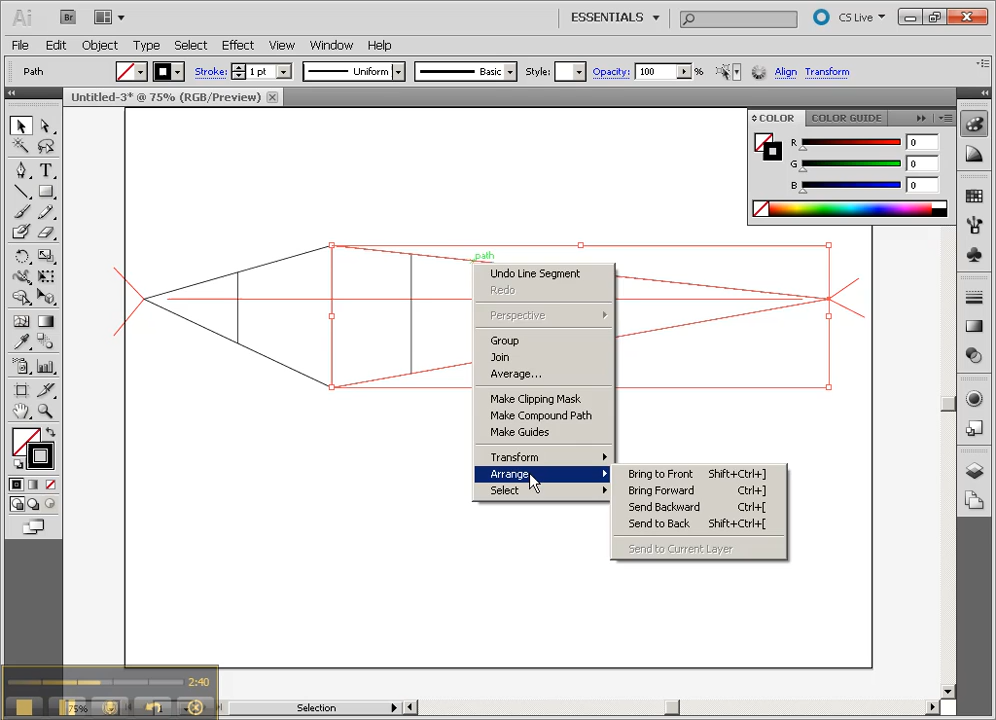 Ai Br ESSENTIALS CS Live
File Edit Object Type Select Effect View Window Help
Path Stroke: 1 pt Uniform Basic Style: Opacity: 100 % Align Transform
Untitled-3* @ 75% (RGB/Preview)
COLOR COLOR GUIDE
R 0
G 0
B 0
path
Undo Line Segment
Redo
Perspective
Group
Join
Average...
Make Clipping Mask
Make Compound Path
Make Guides
Transform
Arrange
Select
Bring to Front Shift+Ctrl+]
Bring Forward Ctrl+]
Send Backward Ctrl+[
Send to Back Shift+Ctrl+[
Send to Current Layer
2:40
75% 1 Selection